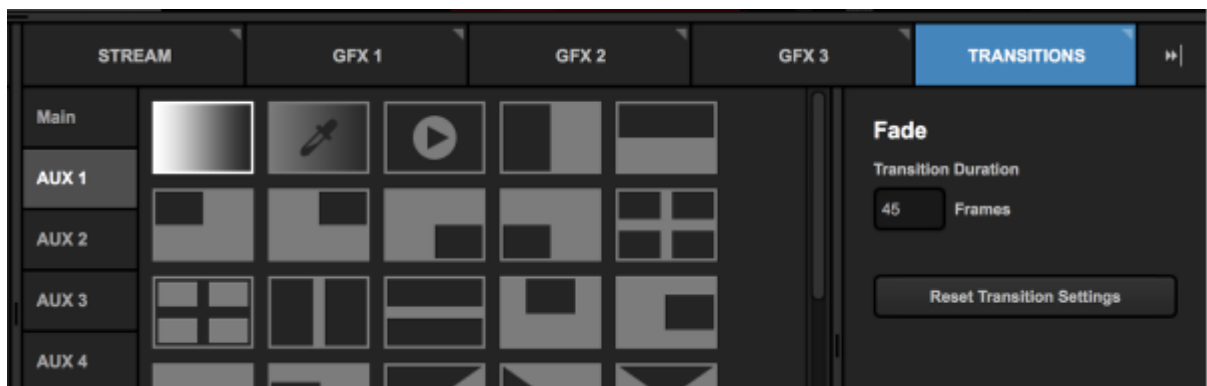 STREAM
GFX 1
GFX 2
GFX 3
TRANSITIONS
Main
AUX 1
AUX 2
AUX 3
AUX 4
Fade
Transition Duration
45 Frames
Reset Transition Settings